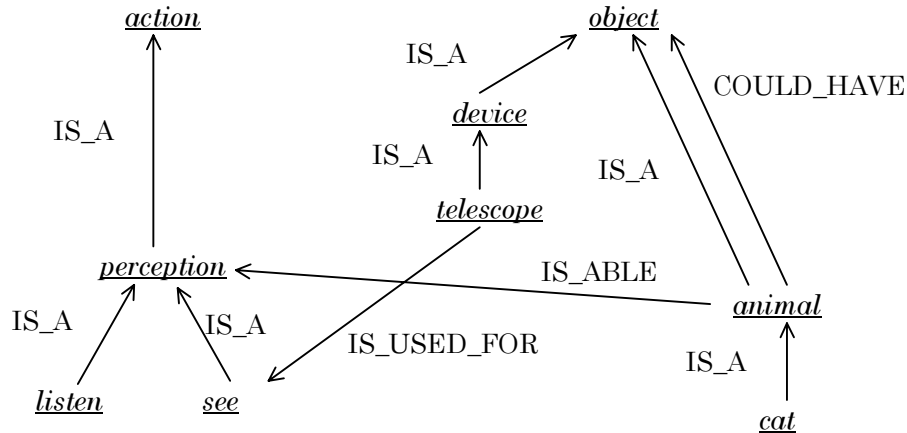 action
object
IS_A
COULD_HAVE
device
IS_A
IS_A
IS_A
telescope
perception
IS_ABLE
animal
IS_A
IS_A
IS_USED_FOR
IS_A
listen
see
cat